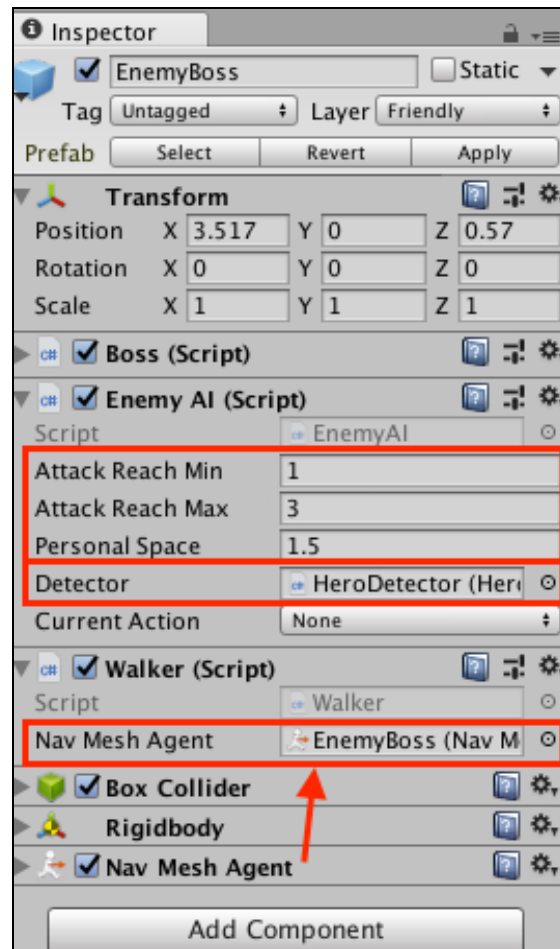 Inspector
EnemyBoss Static
Tag Untagged Layer Friendly
Prefab Select Revert Apply
Transform
Position X 3.517 Y 0 Z 0.57
Rotation X 0 Y 0 Z 0
Scale X 1 Y 1 Z 1
Boss (Script)
Enemy AI (Script)
Script EnemyAI
Attack Reach Min 1
Attack Reach Max 3
Personal Space 1.5
Detector HeroDetector (Hero
Current Action None
Walker (Script)
Script Walker
Nav Mesh Agent EnemyBoss (Nav M
Box Collider
Rigidbody
Nav Mesh Agent
Add Component